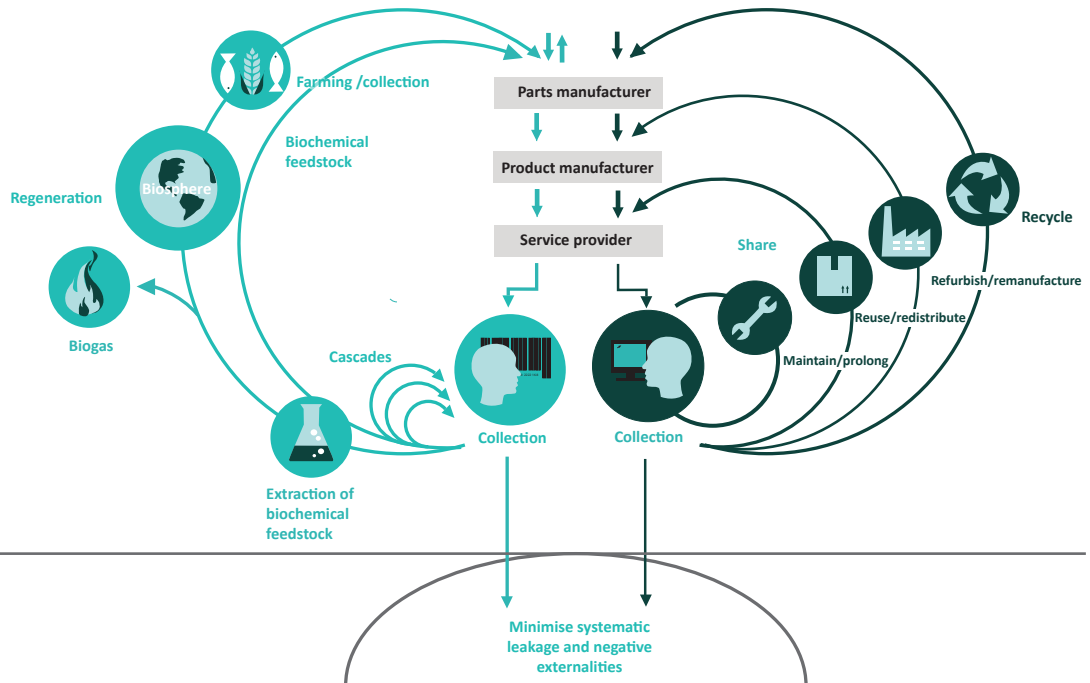 Farming /collection
Parts manufacturer
Biochemical
feedstock
Product manufacturer
Biosphere
Regeneration
Recycle
Service provider
Share
Refurbish/remanufacture
Reuse/redistribute
Biogas
Cascades
Maintain/prolong
Collection
Collection
Extraction of
biochemical
feedstock
Minimise systematic
leakage and negative
externalities